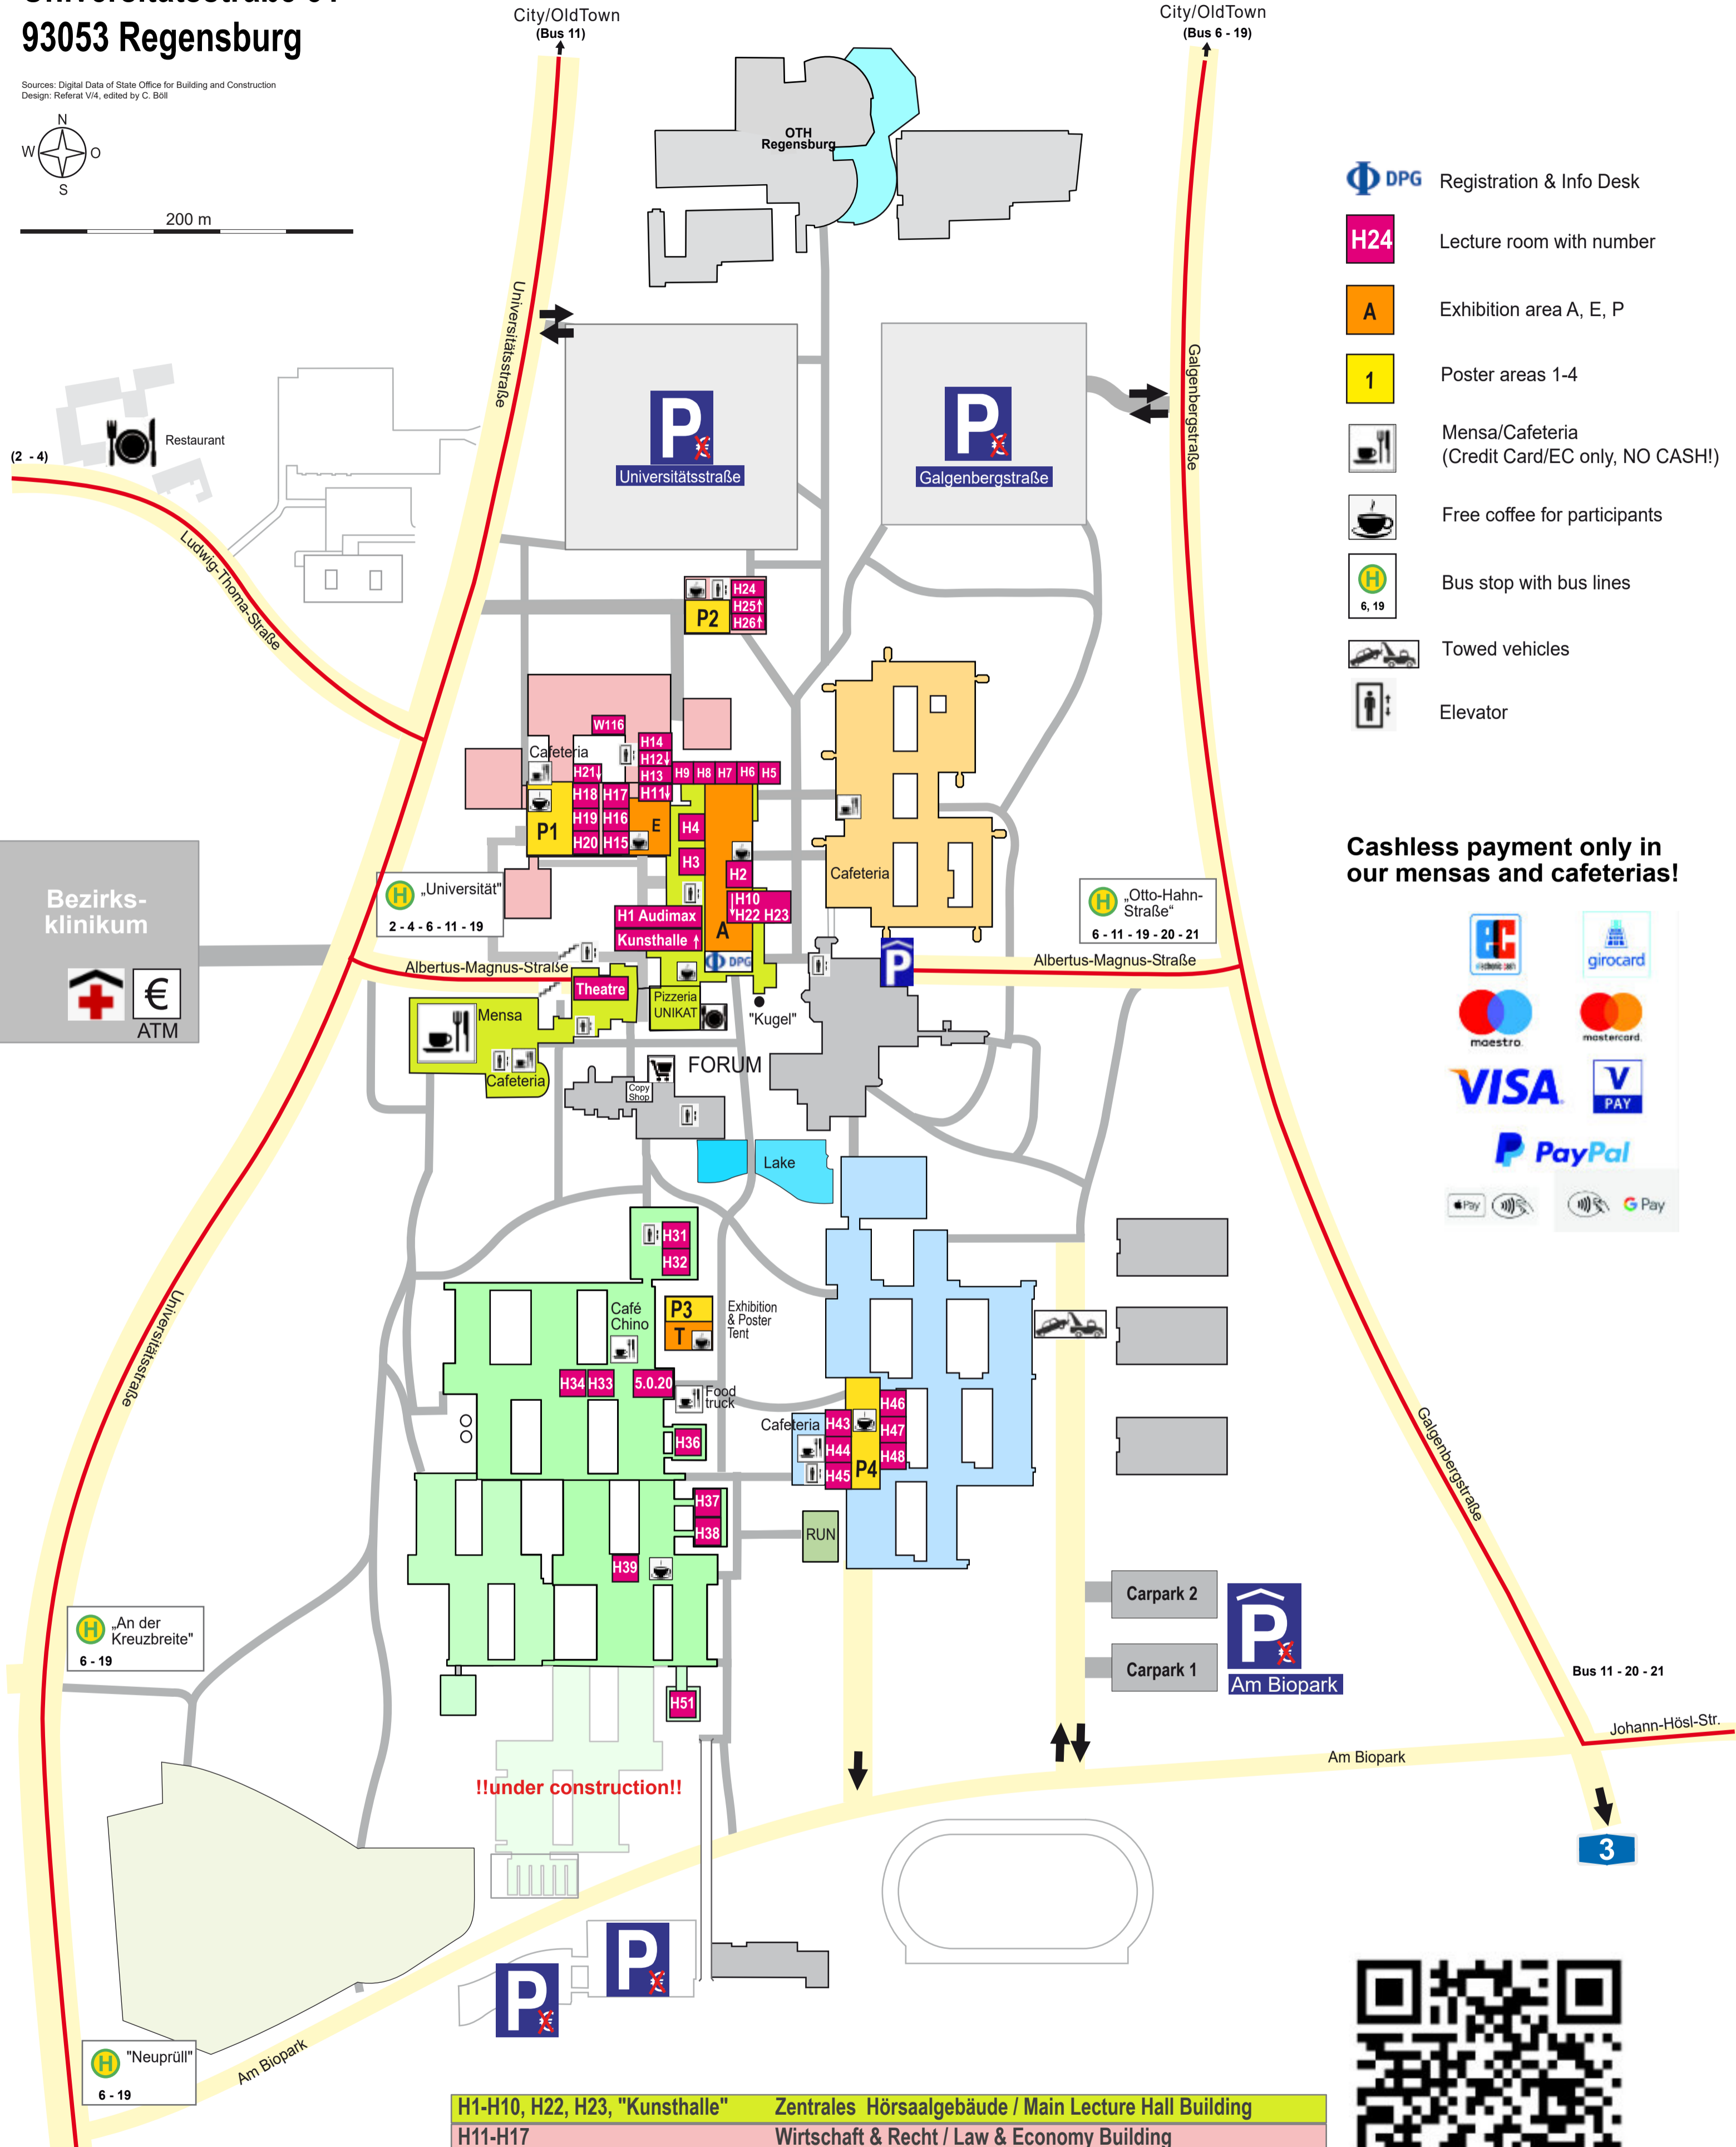 93053 Regensburg
Sources: Digital Data of State Office for Building and Construction
Design: Referat V/4, edited by C. Böll
N
W
O
S
200 m
City/OldTown
(Bus 11)
City/OldTown
(Bus 6 - 19)
OTH
Regensburg
DPG
Registration & Info Desk
H24
Lecture room with number
A
Exhibition area A, E, P
1
Poster areas 1-4
Mensa/Cafeteria
(Credit Card/EC only, NO CASH!)
Free coffee for participants
H
6, 19
Bus stop with bus lines
Towed vehicles
Elevator
Universitätsstraße
Galgenbergstraße
P€
Universitätsstraße
P€
Galgenbergstraße
Restaurant
(2 - 4)
Ludwig-Thoma-Straße
H24
H25↑
H26↑
P2
W116
Cafeteria
H14
H12↓
H13
H11↓
H21↓
H9
H8
H7
H6
H5
H18
H17
H19
H16
H20
H15
P1
E
H4
H3
H2
H10
↓H22 H23
H1 Audimax
Kunsthalle ↑
A
DPG
Cafeteria
Cashless payment only in
our mensas and cafeterias!
EC
electronic cash
girocard
maestro
mastercard
VISA
V
PAY
PayPal
Pay
G Pay
Bezirks-
klinikum
€
ATM
H
„Universität"
2 - 4 - 6 - 11 - 19
H
„Otto-Hahn-
Straße“
6 - 11 - 19 - 20 - 21
Albertus-Magnus-Straße
P
Albertus-Magnus-Straße
Theatre
Mensa
Cafeteria
Pizzeria
UNIKAT
"Kugel"
FORUM
Copy
Shop
Lake
H31
H32
Café
Chino
P3
T
Exhibition
& Poster
Tent
H34
H33
5.0.20
Food
truck
H36
Cafeteria
H43
H44
H45
H46
H47
H48
P4
H37
H38
H39
RUN
H51
Universitätsstraße
Galgenbergstraße
Carpark 2
Carpark 1
P€
Am Biopark
H
„An der
Kreuzbreite"
6 - 19
!!under construction!!
Bus 11 - 20 - 21
Johann-Hösl-Str.
Am Biopark
3
P€
P€
H
"Neuprüll"
6 - 19
Am Biopark
H1-H10, H22, H23, "Kunsthalle" Zentrales Hörsaalgebäude / Main Lecture Hall Building
H11-H17 Wirtschaft & Recht / Law & Economy Building